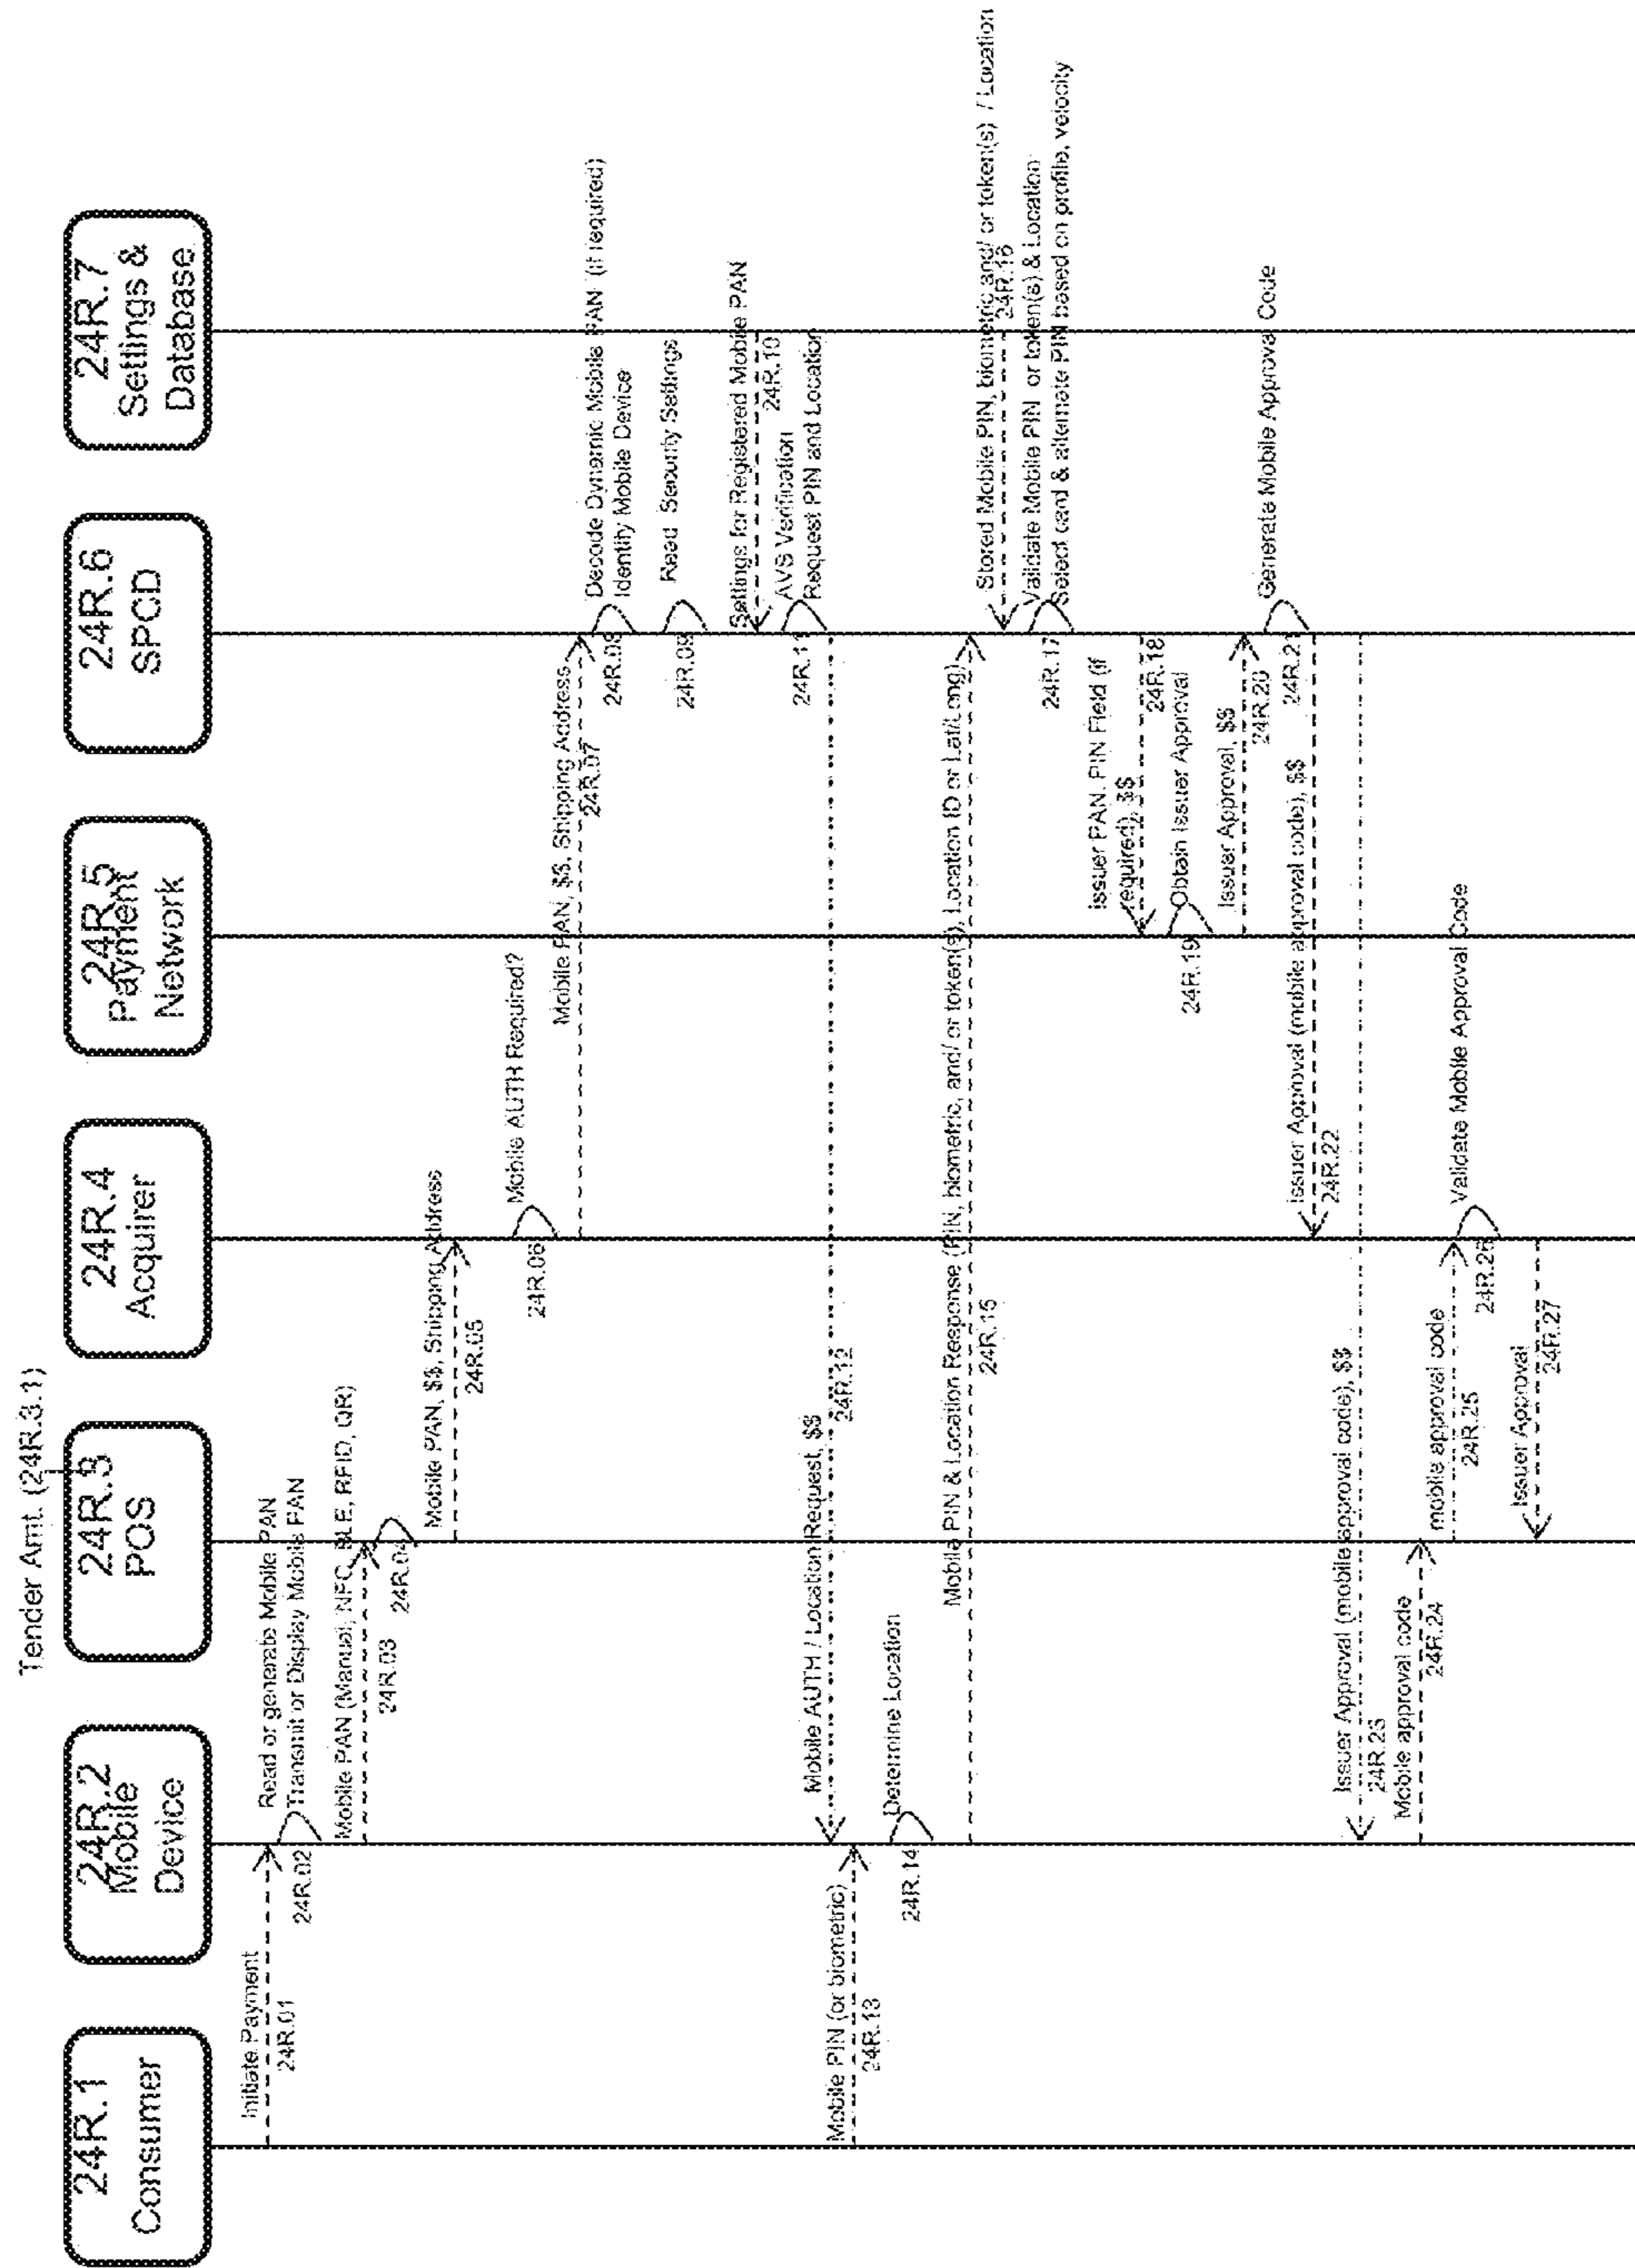 Tender Amt. (24R.3.1)
24R.1
Consumer
24R.2
Mobile
Device
24R.3
POS
24R.4
Acquirer
24R.5
Payment
Network
24R.6
SPCD
24R.7
Settings &
Database
Initiate Payment
24R.01
Read or generate Mobile PAN
Transmit or Display Mobile PAN
24R.02
Mobile PAN (Manual, NFC, BLE, RFID, QR)
24R.03
24R.04
Mobile PAN, $$, Shipping Address
24R.05
Mobile AUTH Required?
24R.06
Mobile PAN, $$, Shipping Address
24R.07
Decode Dynamic Mobile PAN (if required)
Identity Mobile Device
24R.08
Read Security Settings
24R.09
Settings for Registered Mobile PAN
24R.10
AVS Verification
Request PIN and Location
24R.11
Mobile AUTH / Location Request, $$
24R.12
Mobile PIN (or biometric)
24R.13
Determine Location
24R.14
Mobile PIN & Location Response (PIN, biometric, and/ or token(s), Location ID or Lat/Long)
24R.15
Stored Mobile PIN, biometric and/ or token(s) / Location
24R.16
Validate Mobile PIN or token(s) & Location
Select card & alternate PIN based on profile, velocity
24R.17
Issuer PAN, PIN Field (if
required), $$
24R.18
Obtain Issuer Approval
24R.19
Issuer Approval, $$
24R.20
Generate Mobile Approval Code
24R.21
Issuer Approval (mobile approval code), $$
24R.22
Issuer Approval (mobile approval code), $$
24R.23
Mobile approval code
24R.24
mobile approval code
24R.25
Validate Mobile Approval Code
24R.26
Issuer Approval
24R.27